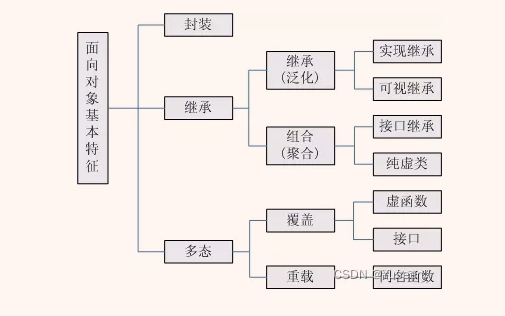 面向对象基本特征
封装
继承
继承
(泛化)
实现继承
可视继承
组合
(聚合)
接口继承
纯虚类
多态
覆盖
虚函数
接口
重载
同名函数
CSDN